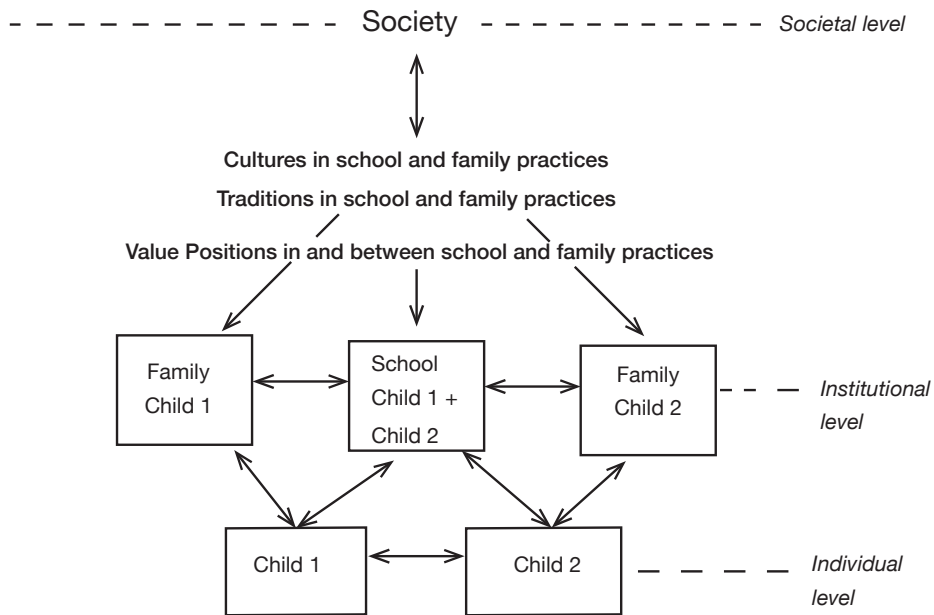 Society
Societal level
Cultures in school and family practices
Traditions in school and family practices
Value Positions in and between school and family practices
Family
Child 1
School
Child 1 +
Child 2
Family
Child 2
Institutional
level
Child 1
Child 2
Individual
level